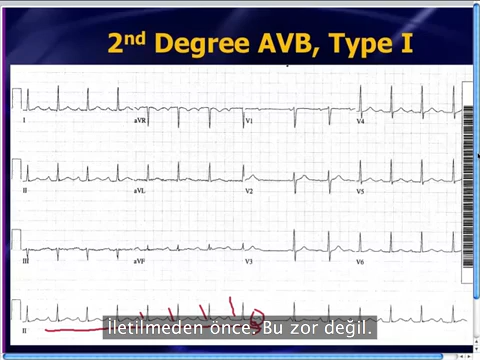 2nd Degree AVB, Type I
I aVR V1 V4
II aVL V2 V5
III aVF V3 V6
II
İletilmeden önce. Bu zor değil.